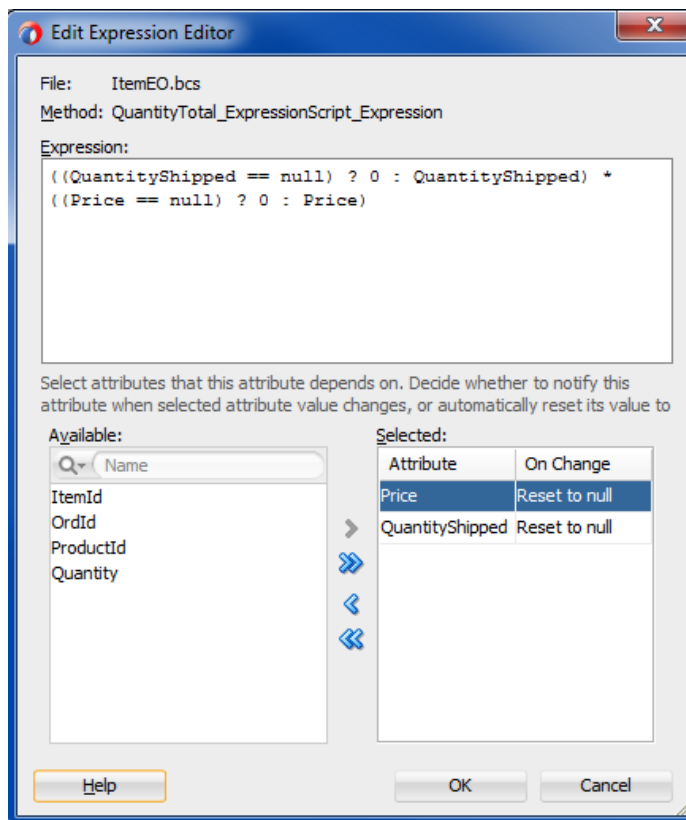 Edit Expression Editor
File: ItemEO.bcs
Method: QuantityTotal_ExpressionScript_Expression
Expression:
((QuantityShipped == null) ? 0 : QuantityShipped) *
((Price == null) ? 0 : Price)
Select attributes that this attribute depends on. Decide whether to notify this
attribute when selected attribute value changes, or automatically reset its value to
Available:
Name
ItemId
OrdId
ProductId
Quantity
Selected:
Attribute On Change
Price Reset to null
QuantityShipped Reset to null
Help OK Cancel